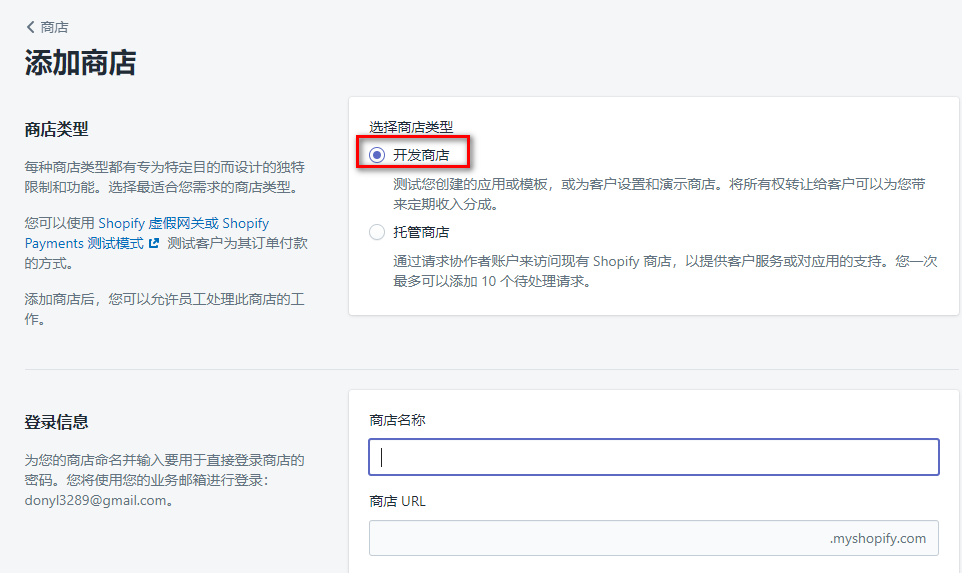 商店
添加商店
商店类型
每种商店类型都有专为特定目的而设计的独特
限制和功能。选择最适合您需求的商店类型。
您可以使用 Shopify 虚假网关或 Shopify
Payments 测试模式 测试客户为其订单付款
的方式。
添加商店后，您可以允许员工处理此商店的工
作。
选择商店类型
开发商店
测试您创建的应用或模板，或为客户设置和演示商店。将所有权转让给客户可以为您带
来定期收入分成。
托管商店
通过请求协作者账户来访问现有 Shopify 商店，以提供客户服务或对应用的支持。您一次
最多可以添加 10 个待处理请求。
登录信息
为您的商店命名并输入要用于直接登录商店的
密码。您将使用您的业务邮箱进行登录：
donyl3289@gmail.com。
商店名称
商店 URL
.myshopify.com